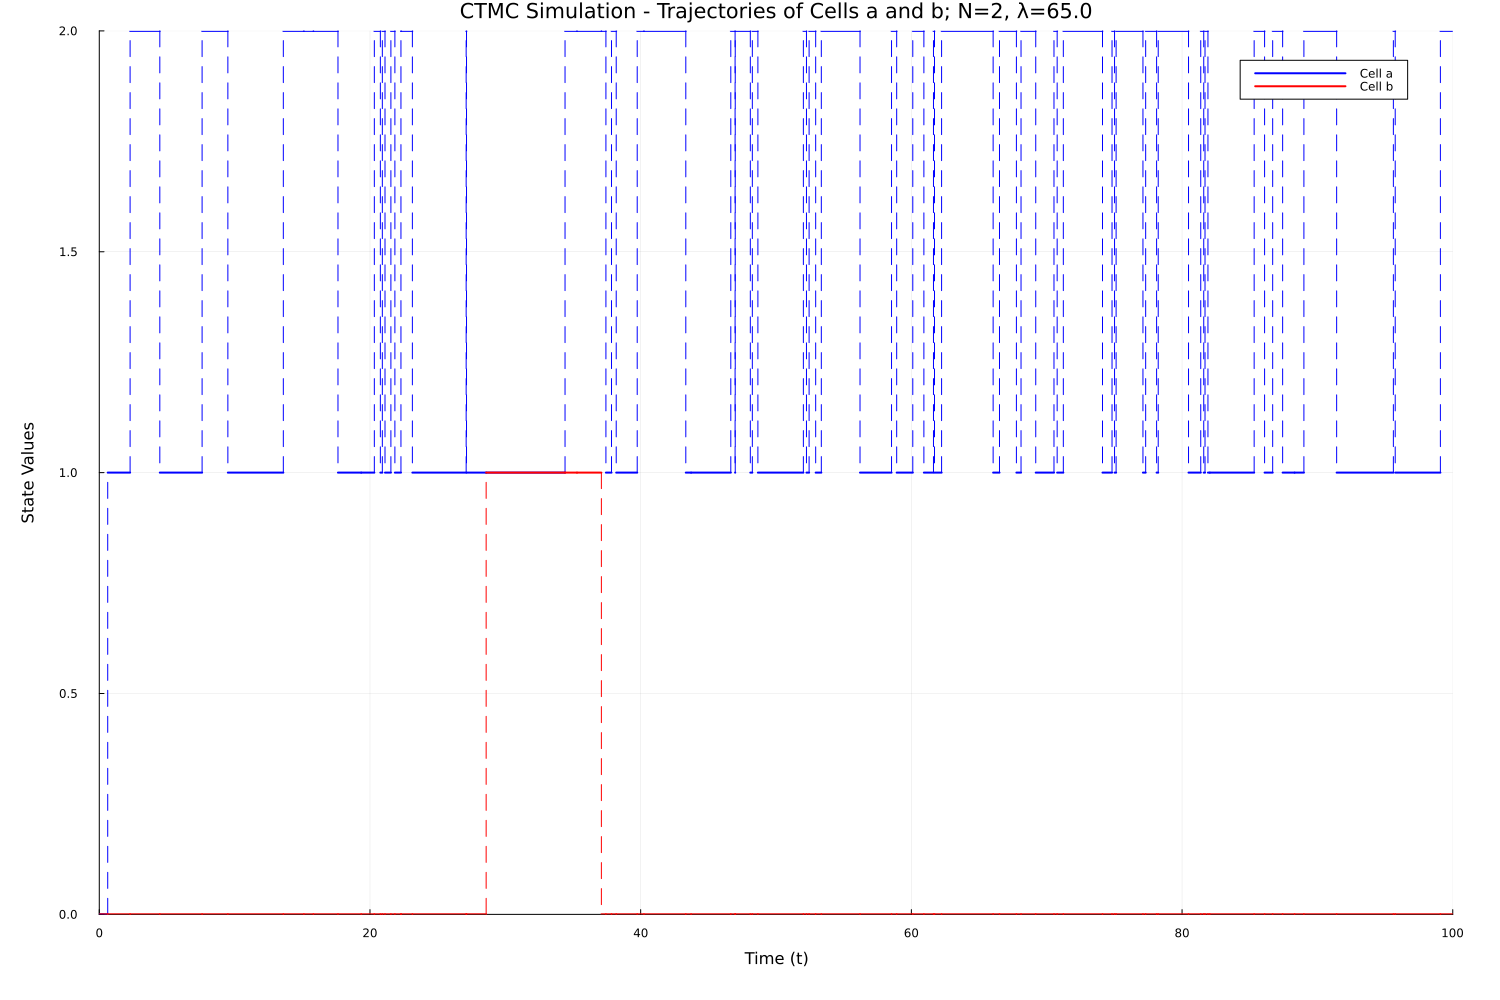 CTMC Simulation - Trajectories of Cells a and b; N=2, λ=65.0
2.0
Cell a
Cell b
1.5
1.0
State Values
0.5
0.0
0 20 40 60 80 100
Time (t)